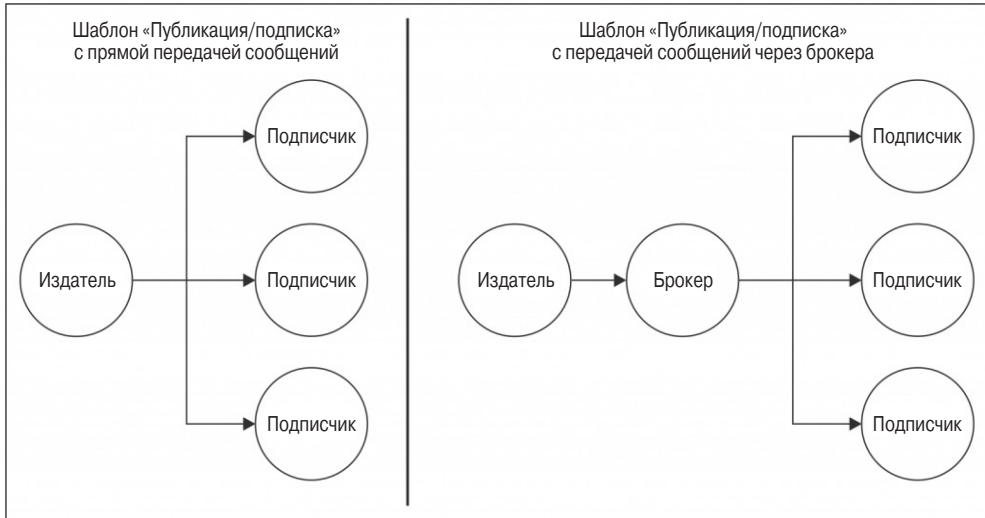 Шаблон «Публикация/подписка»
с прямой передачей сообщений
Подписчик
Издатель
Подписчик
Подписчик
Шаблон «Публикация/подписка»
с передачей сообщений через брокера
Подписчик
Издатель
Брокер
Подписчик
Подписчик